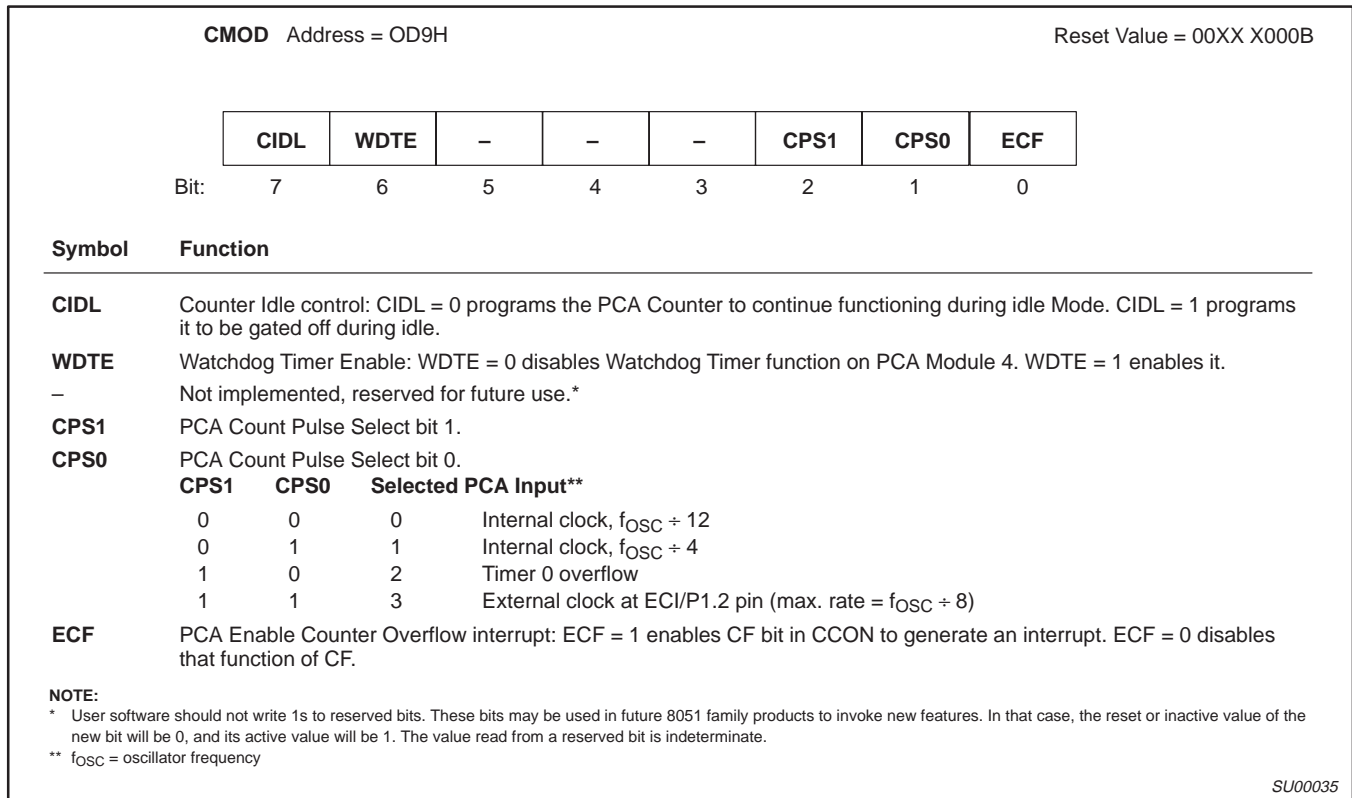 CMOD Address = OD9H Reset Value = 00XX X000B
CIDL WDTE – – – CPS1 CPS0 ECF
Bit: 7 6 5 4 3 2 1 0
Symbol Function
CIDL Counter Idle control: CIDL = 0 programs the PCA Counter to continue functioning during idle Mode. CIDL = 1 programs
it to be gated off during idle.
WDTE Watchdog Timer Enable: WDTE = 0 disables Watchdog Timer function on PCA Module 4. WDTE = 1 enables it.
– Not implemented, reserved for future use.*
CPS1 PCA Count Pulse Select bit 1.
CPS0 PCA Count Pulse Select bit 0.
CPS1 CPS0 Selected PCA Input**
0 0 0 Internal clock, fOSC ÷ 12
0 1 1 Internal clock, fOSC ÷ 4
1 0 2 Timer 0 overflow
1 1 3 External clock at ECI/P1.2 pin (max. rate = fOSC ÷ 8)
ECF PCA Enable Counter Overflow interrupt: ECF = 1 enables CF bit in CCON to generate an interrupt. ECF = 0 disables
that function of CF.
NOTE:
* User software should not write 1s to reserved bits. These bits may be used in future 8051 family products to invoke new features. In that case, the reset or inactive value of the
new bit will be 0, and its active value will be 1. The value read from a reserved bit is indeterminate.
** fOSC = oscillator frequency
SU00035